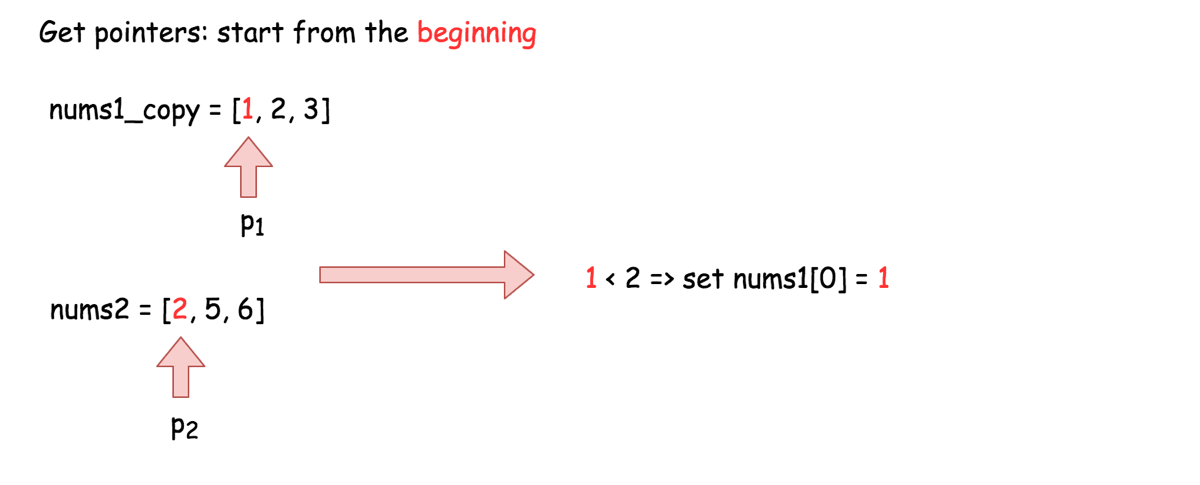 Get pointers: start from the beginning
nums1_copy = [1, 2, 3]
p1
1 < 2 => set nums1[0] = 1
nums2 = [2, 5, 6]
p2